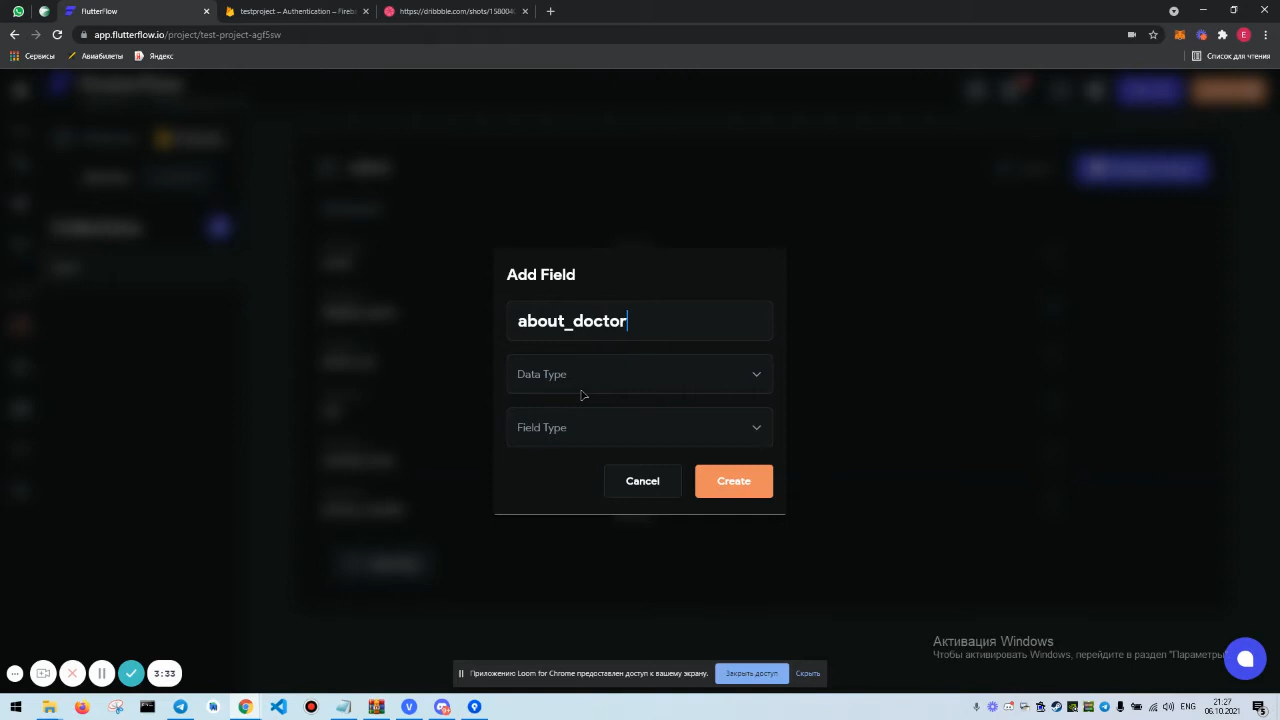 FlutterFlow
testproject – Authentication – Fireb
https://dribbble.com/shots/158004
app.flutterflow.io/project/test-project-agf5sw
E
Сервисы
Авиабилеты
Яндекс
Список для чтения
Add Field
about_doctor
Data Type
Field Type
Cancel
Create
Активация Windows
Чтобы активировать Windows, перейдите в раздел "Параметры
3:33
Приложению Loom for Chrome предоставлен доступ к вашему экрану.
Закрыть доступ
Скрыть
ENG
21:27
06.10.2021